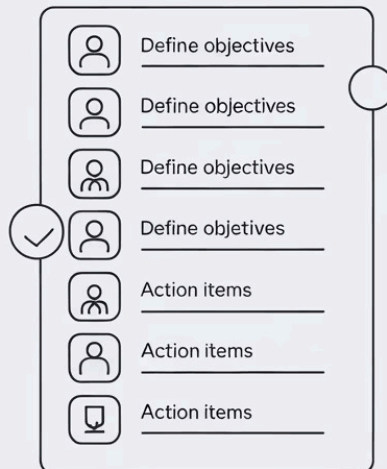 Define objectives
Define objectives
Define objectives
Define objetives
Action items
Action items
Action items